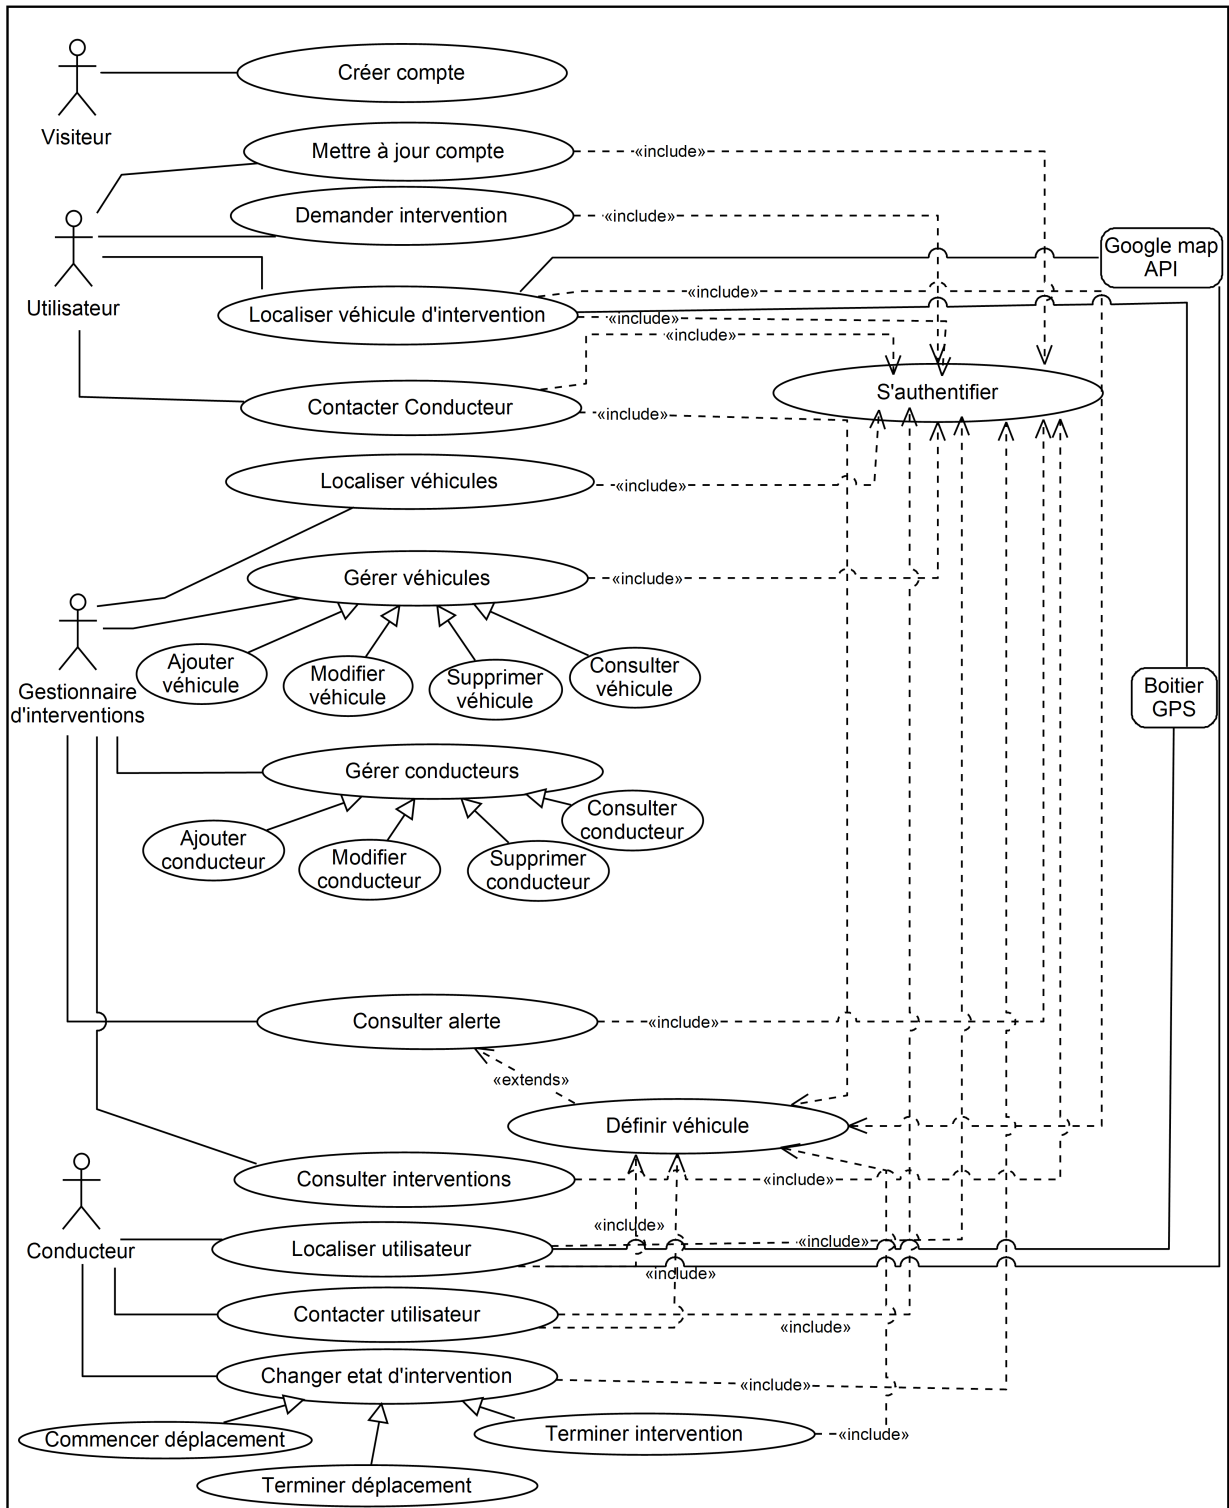 Créer compte
Visiteur
Mettre à jour compte
«include»
Demander intervention
«include»
Google map
API
Utilisateur
«include»
Localiser véhicule d'intervention
«include»
«include»
S'authentifier
Contacter Conducteur
«include»
Localiser véhicules
«include»
Gérer véhicules
«include»
Ajouter
véhicule
Modifier
véhicule
Supprimer
véhicule
Consulter
véhicule
Gestionnaire
d'interventions
Boitier
GPS
Gérer conducteurs
Ajouter
conducteur
Modifier
conducteur
Supprimer
conducteur
Consulter
conducteur
Consulter alerte
«include»
«extends»
Définir véhicule
Consulter interventions
«include»
Conducteur
«include»
Localiser utilisateur
«include»
«include»
Contacter utilisateur
«include»
Changer etat d'intervention
«include»
Commencer déplacement
Terminer intervention
«include»
Terminer déplacement